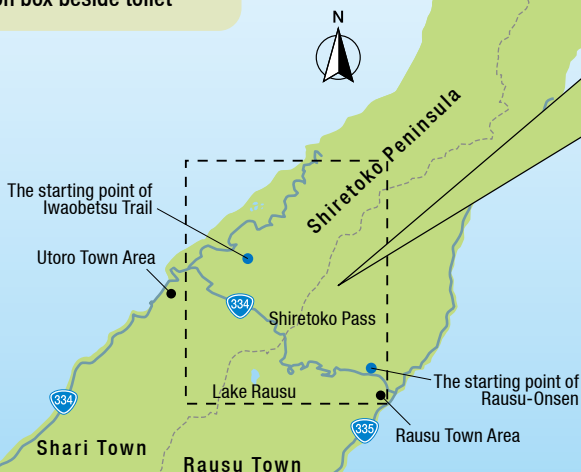 on box beside toilet
N
Shiretoko Peninsula
The starting point of
Iwaobetsu Trail
Utoro Town Area
334
Shiretoko Pass
Lake Rausu
The starting point of
Rausu-Onsen
334
335
Rausu Town Area
Shari Town
Rausu Town